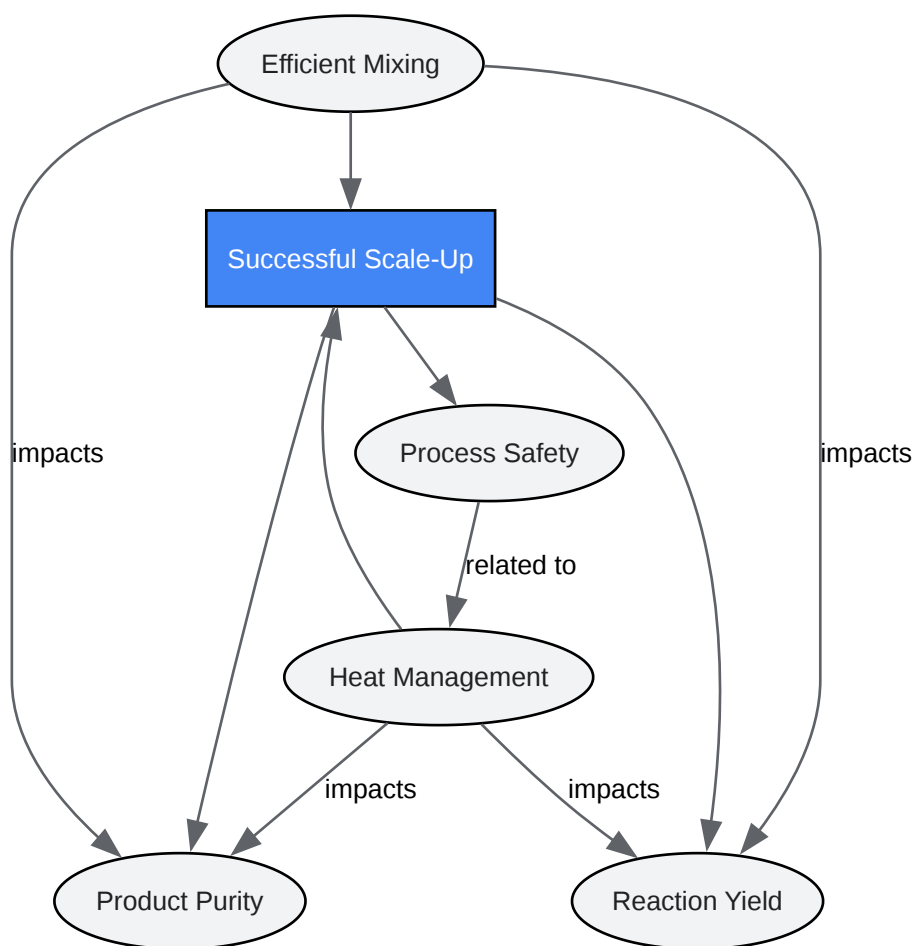 Efficient Mixing
Successful Scale-Up
impacts
Process Safety
impacts
related to
Heat Management
impacts
impacts
Product Purity
Reaction Yield